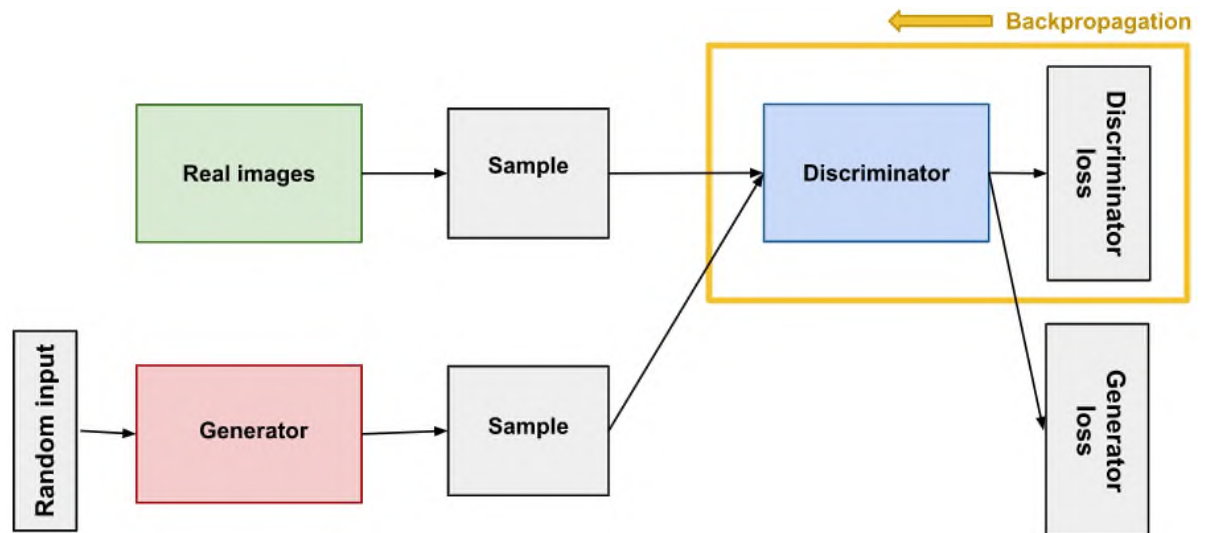 Backpropagation
Real images
Sample
Discriminator
Discriminator
loss
Random input
Generator
Sample
Generator
loss